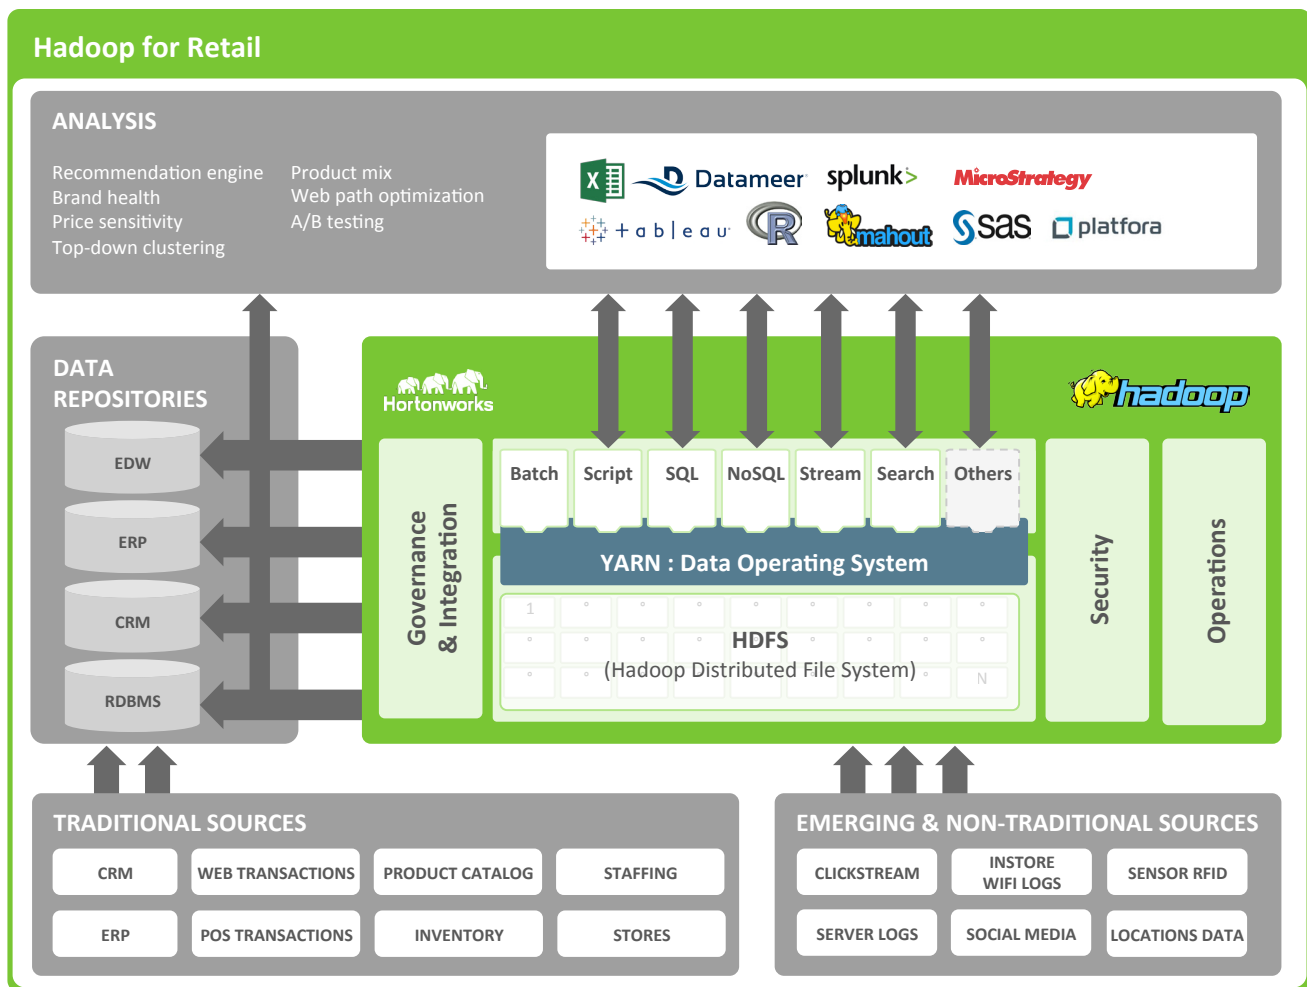 Hadoop for Retail
ANALYSIS
Recommendation engine
Brand health
Price sensitivity
Top-down clustering
Product mix
Web path optimization
A/B testing
X
Datameer
splunk>
MicroStrategy
+ableau
R
mahout
sas
platfora
DATA
REPOSITORIES
EDW
ERP
CRM
RDBMS
Hortonworks
hadoop
Governance
& Integration
Batch
Script
SQL
NoSQL
Stream
Search
Others
YARN : Data Operating System
1
HDFS
(Hadoop Distributed File System)
N
Security
Operations
TRADITIONAL SOURCES
CRM
WEB TRANSACTIONS
PRODUCT CATALOG
STAFFING
ERP
POS TRANSACTIONS
INVENTORY
STORES
EMERGING & NON-TRADITIONAL SOURCES
CLICKSTREAM
INSTORE
WIFI LOGS
SENSOR RFID
SERVER LOGS
SOCIAL MEDIA
LOCATIONS DATA